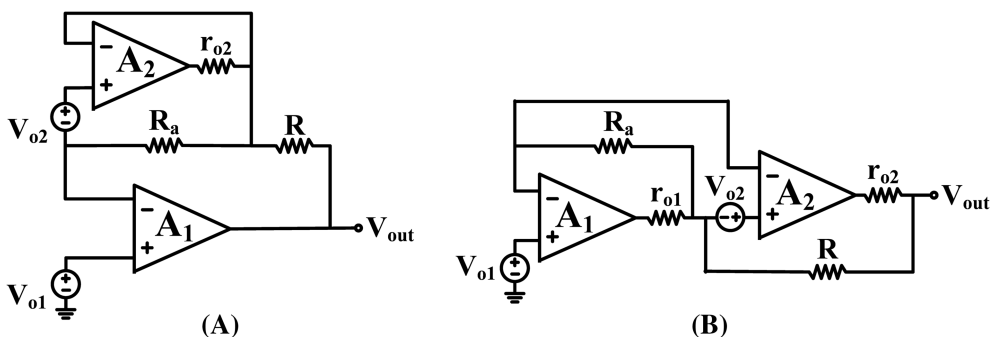 −
A2
+
ro2
Vo2
Ra
R
−
A1
+
Vout
Vo1
(A)
Ra
−
A1
+
ro1
Vo2
− +
−
A2
+
ro2
Vout
R
Vo1
(B)